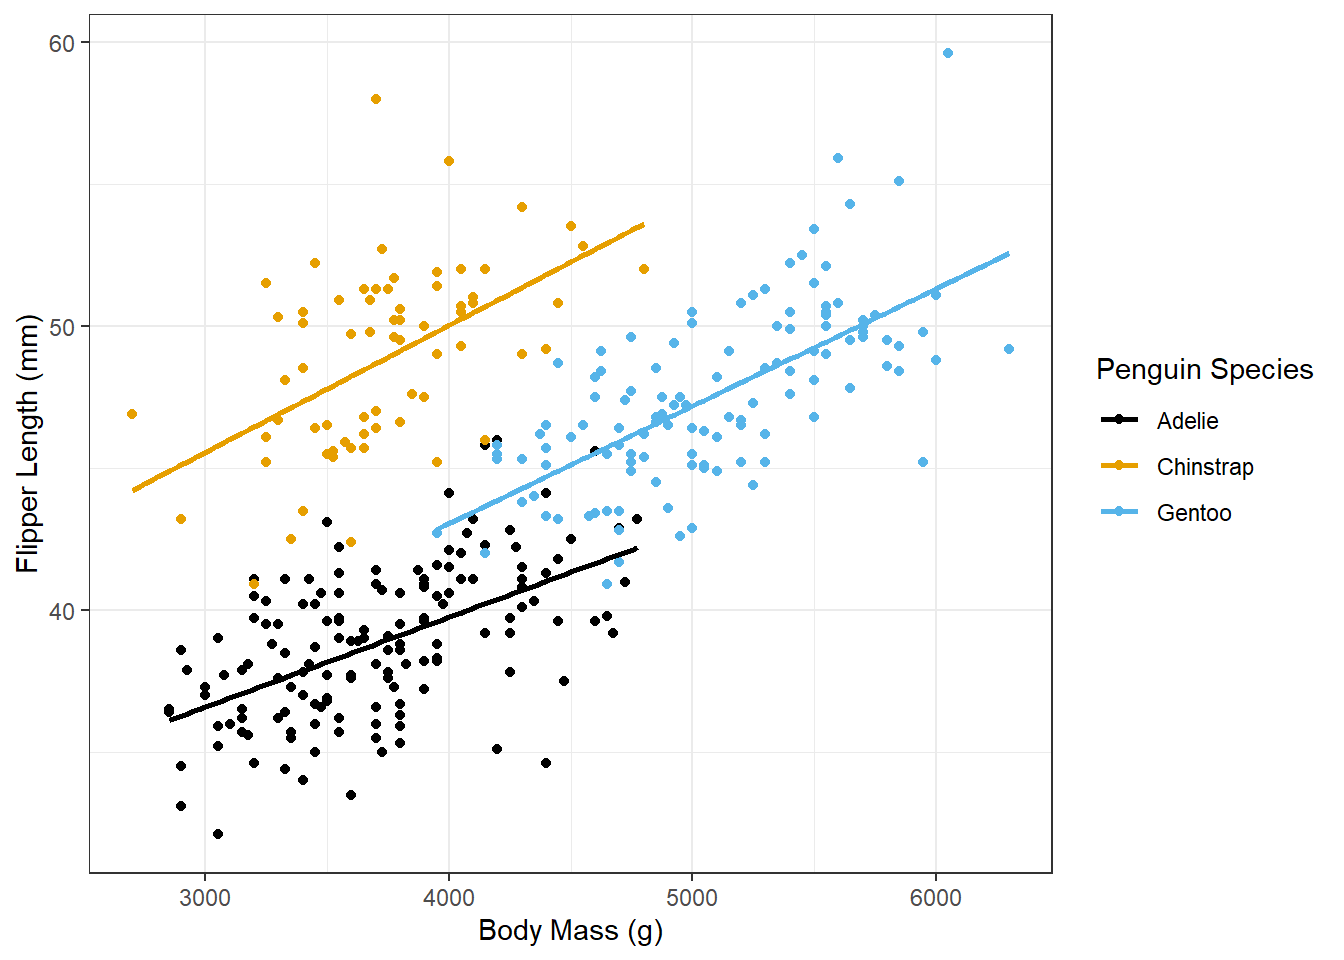 60
50
40
Flipper Length (mm)
3000 4000 5000 6000
Body Mass (g)
Penguin Species
Adelie
Chinstrap
Gentoo